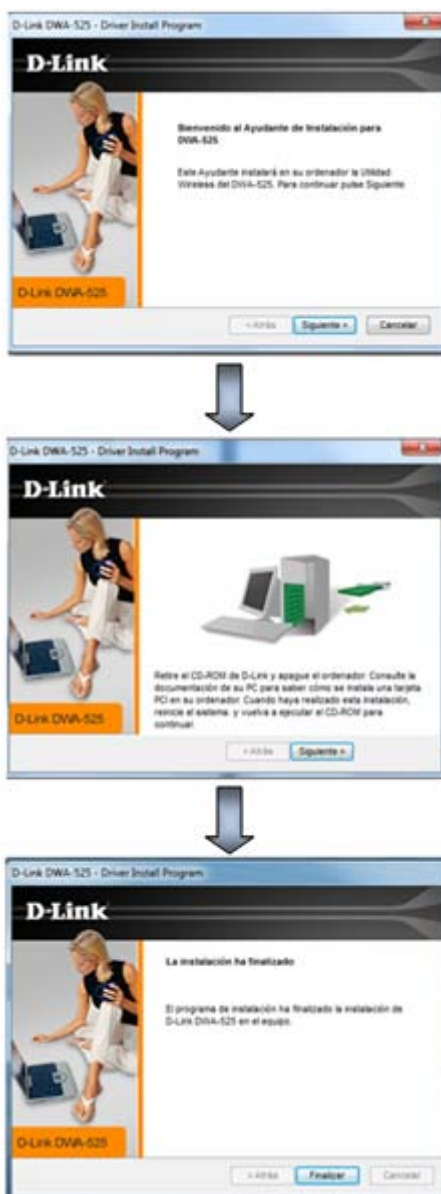 D-Link DWA-525 - Driver Install Program
D-Link
Bienvenido al Ayudante de Instalación para
DWA-525
Este Ayudante instalará en su ordenador la Utilidad
Wireless del DWA-525. Para continuar pulse Siguiente
D-Link DWA-525
< Atrás
Siguiente >
Cancelar
D-Link DWA-525 - Driver Install Program
D-Link
Retire el CD-ROM de D-Link y apague el ordenador. Consulte la
documentación de su PC para saber cómo se instala una tarjeta
PCI en su ordenador. Cuando haya realizado esta instalación,
reinicie el sistema, y vuelva a ejecutar el CD-ROM para
continuar.
D-Link DWA-525
< Atrás
Siguiente >
D-Link DWA-525 - Driver Install Program
D-Link
La instalación ha finalizado
El programa de instalación ha finalizado la instalación de
D-Link DWA-525 en el equipo.
D-Link DWA-525
< Atrás
Finalizar
Cancelar